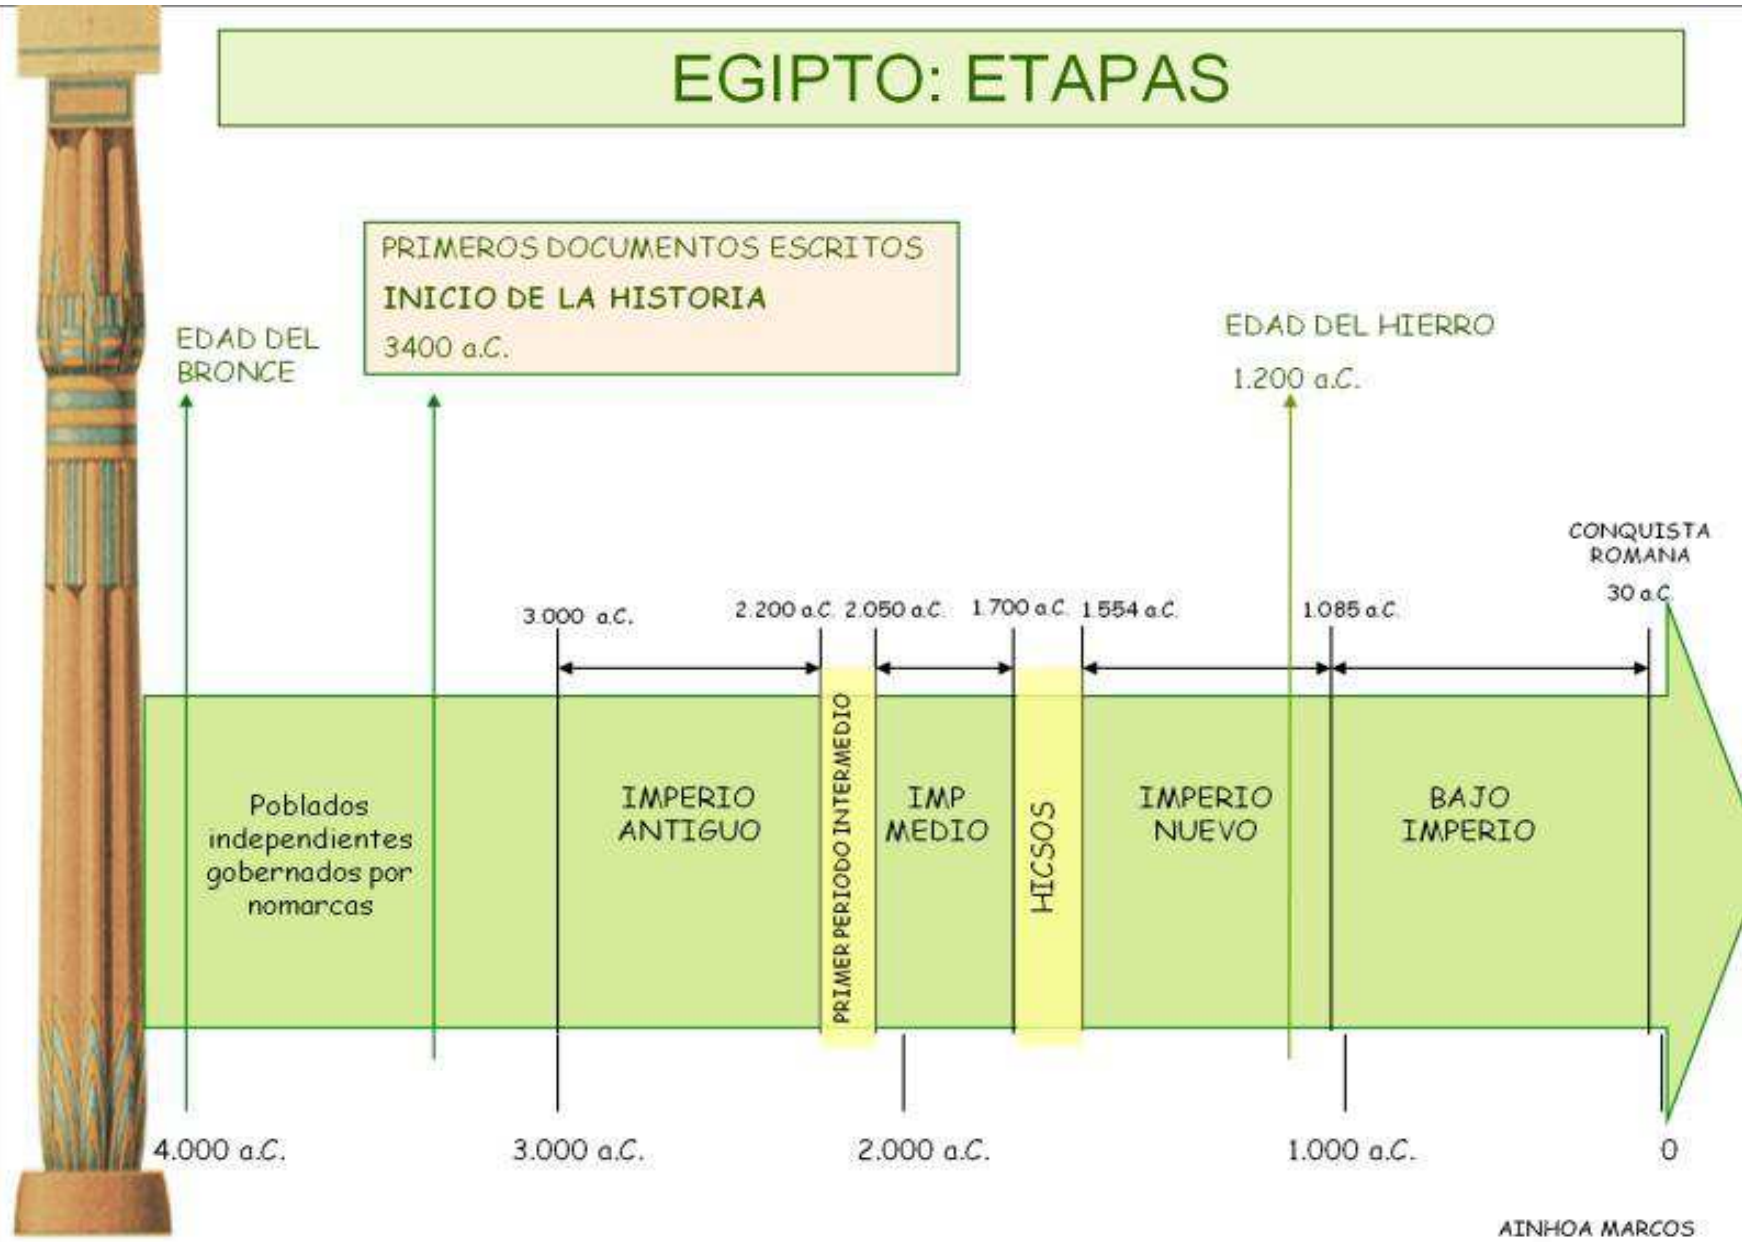 EGIPTO: ETAPAS
PRIMEROS DOCUMENTOS ESCRITOS
INICIO DE LA HISTORIA
3400 a.C.
EDAD DEL
BRONCE
EDAD DEL HIERRO
1.200 a.C.
CONQUISTA
ROMANA
30 a.C.
3.000 a.C.
2.200 a.C.
2.050 a.C.
1.700 a.C.
1.554 a.C.
1.085 a.C.
Poblados
independientes
gobernados por
nomarcas
IMPERIO
ANTIGUO
PRIMER PERIODO INTERMEDIO
IMP
MEDIO
HICSOS
IMPERIO
NUEVO
BAJO
IMPERIO
4.000 a.C.
3.000 a.C.
2.000 a.C.
1.000 a.C.
0
AINHOA MARCOS